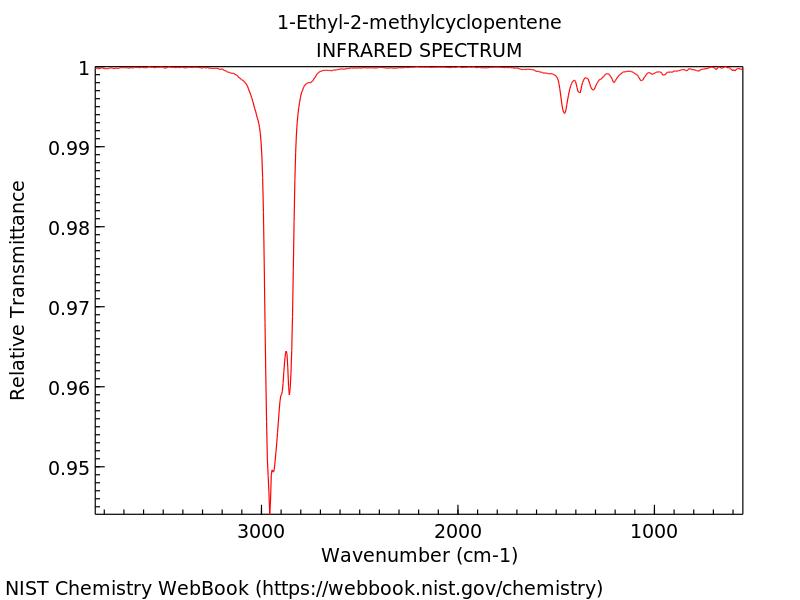 1-Ethyl-2-methylcyclopentene
INFRARED SPECTRUM
1
0.99
0.98
0.97
0.96
0.95
Relative Transmittance
3000 2000 1000
Wavenumber (cm-1)
NIST Chemistry WebBook (https://webbook.nist.gov/chemistry)